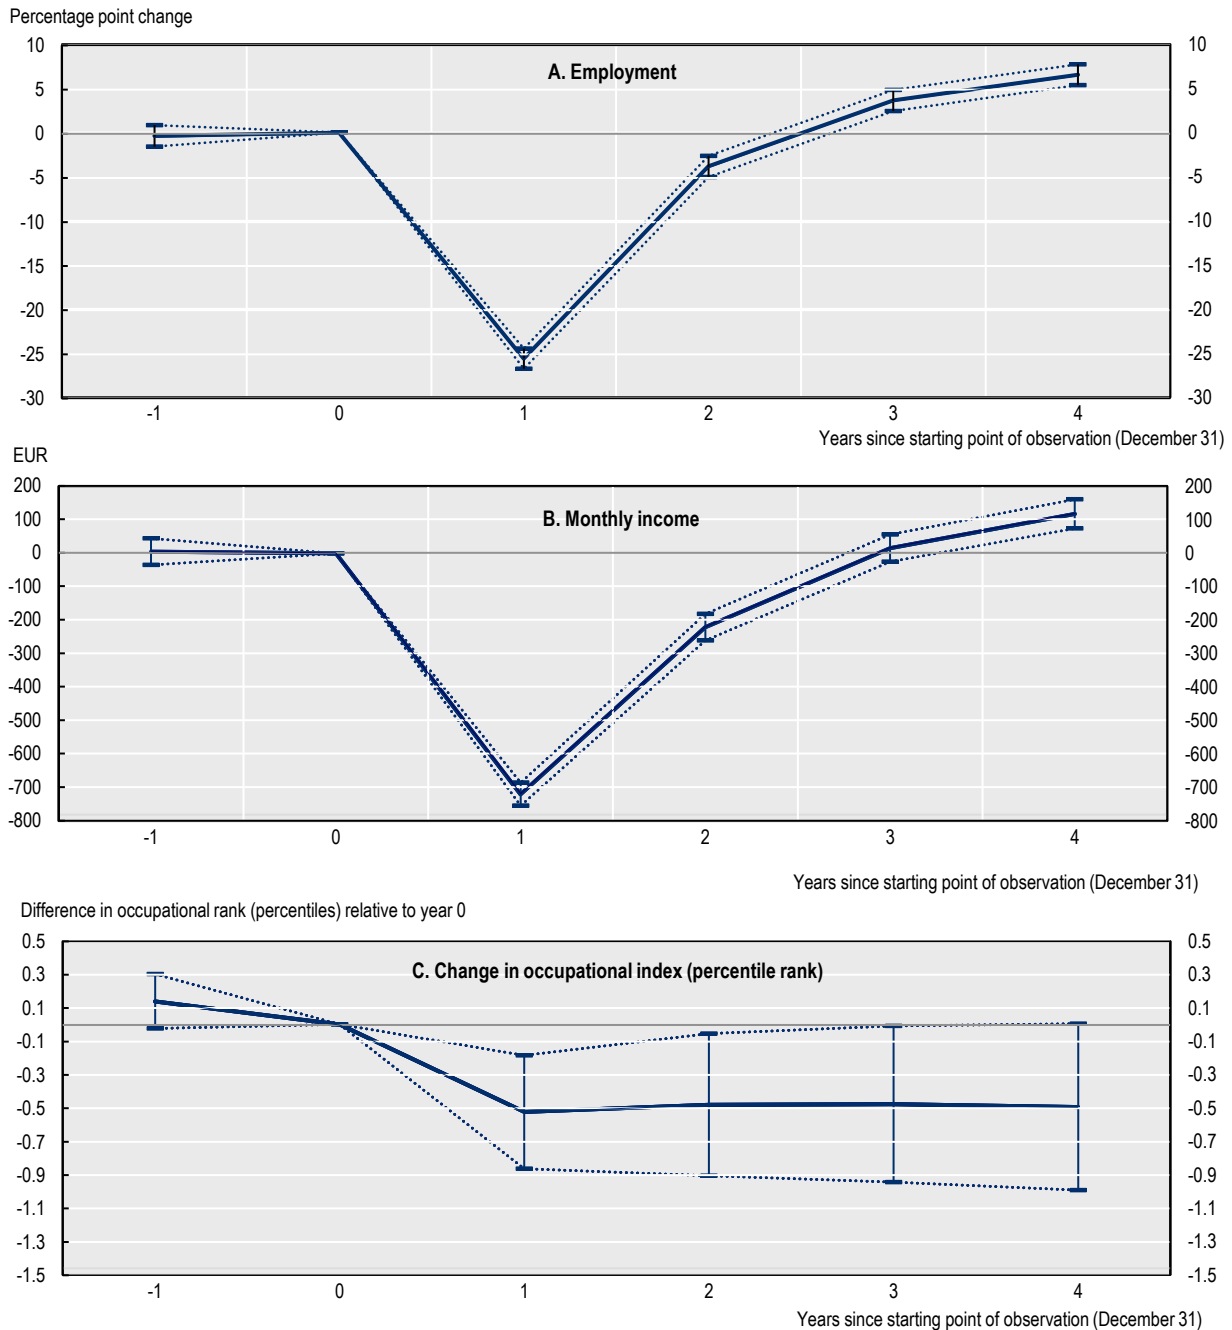 Percentage point change
A. Employment
10 10
5 5
0 0
-5 -5
-10 -10
-15 -15
-20 -20
-25 -25
-30 -30
-1 0 1 2 3 4
Years since starting point of observation (December 31)
EUR
B. Monthly income
200 200
100 100
0 0
-100 -100
-200 -200
-300 -300
-400 -400
-500 -500
-600 -600
-700 -700
-800 -800
-1 0 1 2 3 4
Years since starting point of observation (December 31)
Difference in occupational rank (percentiles) relative to year 0
C. Change in occupational index (percentile rank)
0.5 0.5
0.3 0.3
0.1 0.1
-0.1 -0.1
-0.3 -0.3
-0.5 -0.5
-0.7 -0.7
-0.9 -0.9
-1.1 -1.1
-1.3 -1.3
-1.5 -1.5
-1 0 1 2 3 4
Years since starting point of observation (December 31)